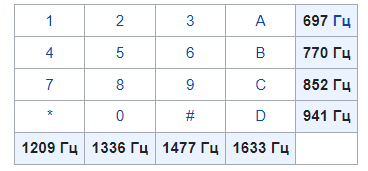 1 2 3 A 697 Гц
4 5 6 B 770 Гц
7 8 9 C 852 Гц
* 0 # D 941 Гц
1209 Гц 1336 Гц 1477 Гц 1633 Гц